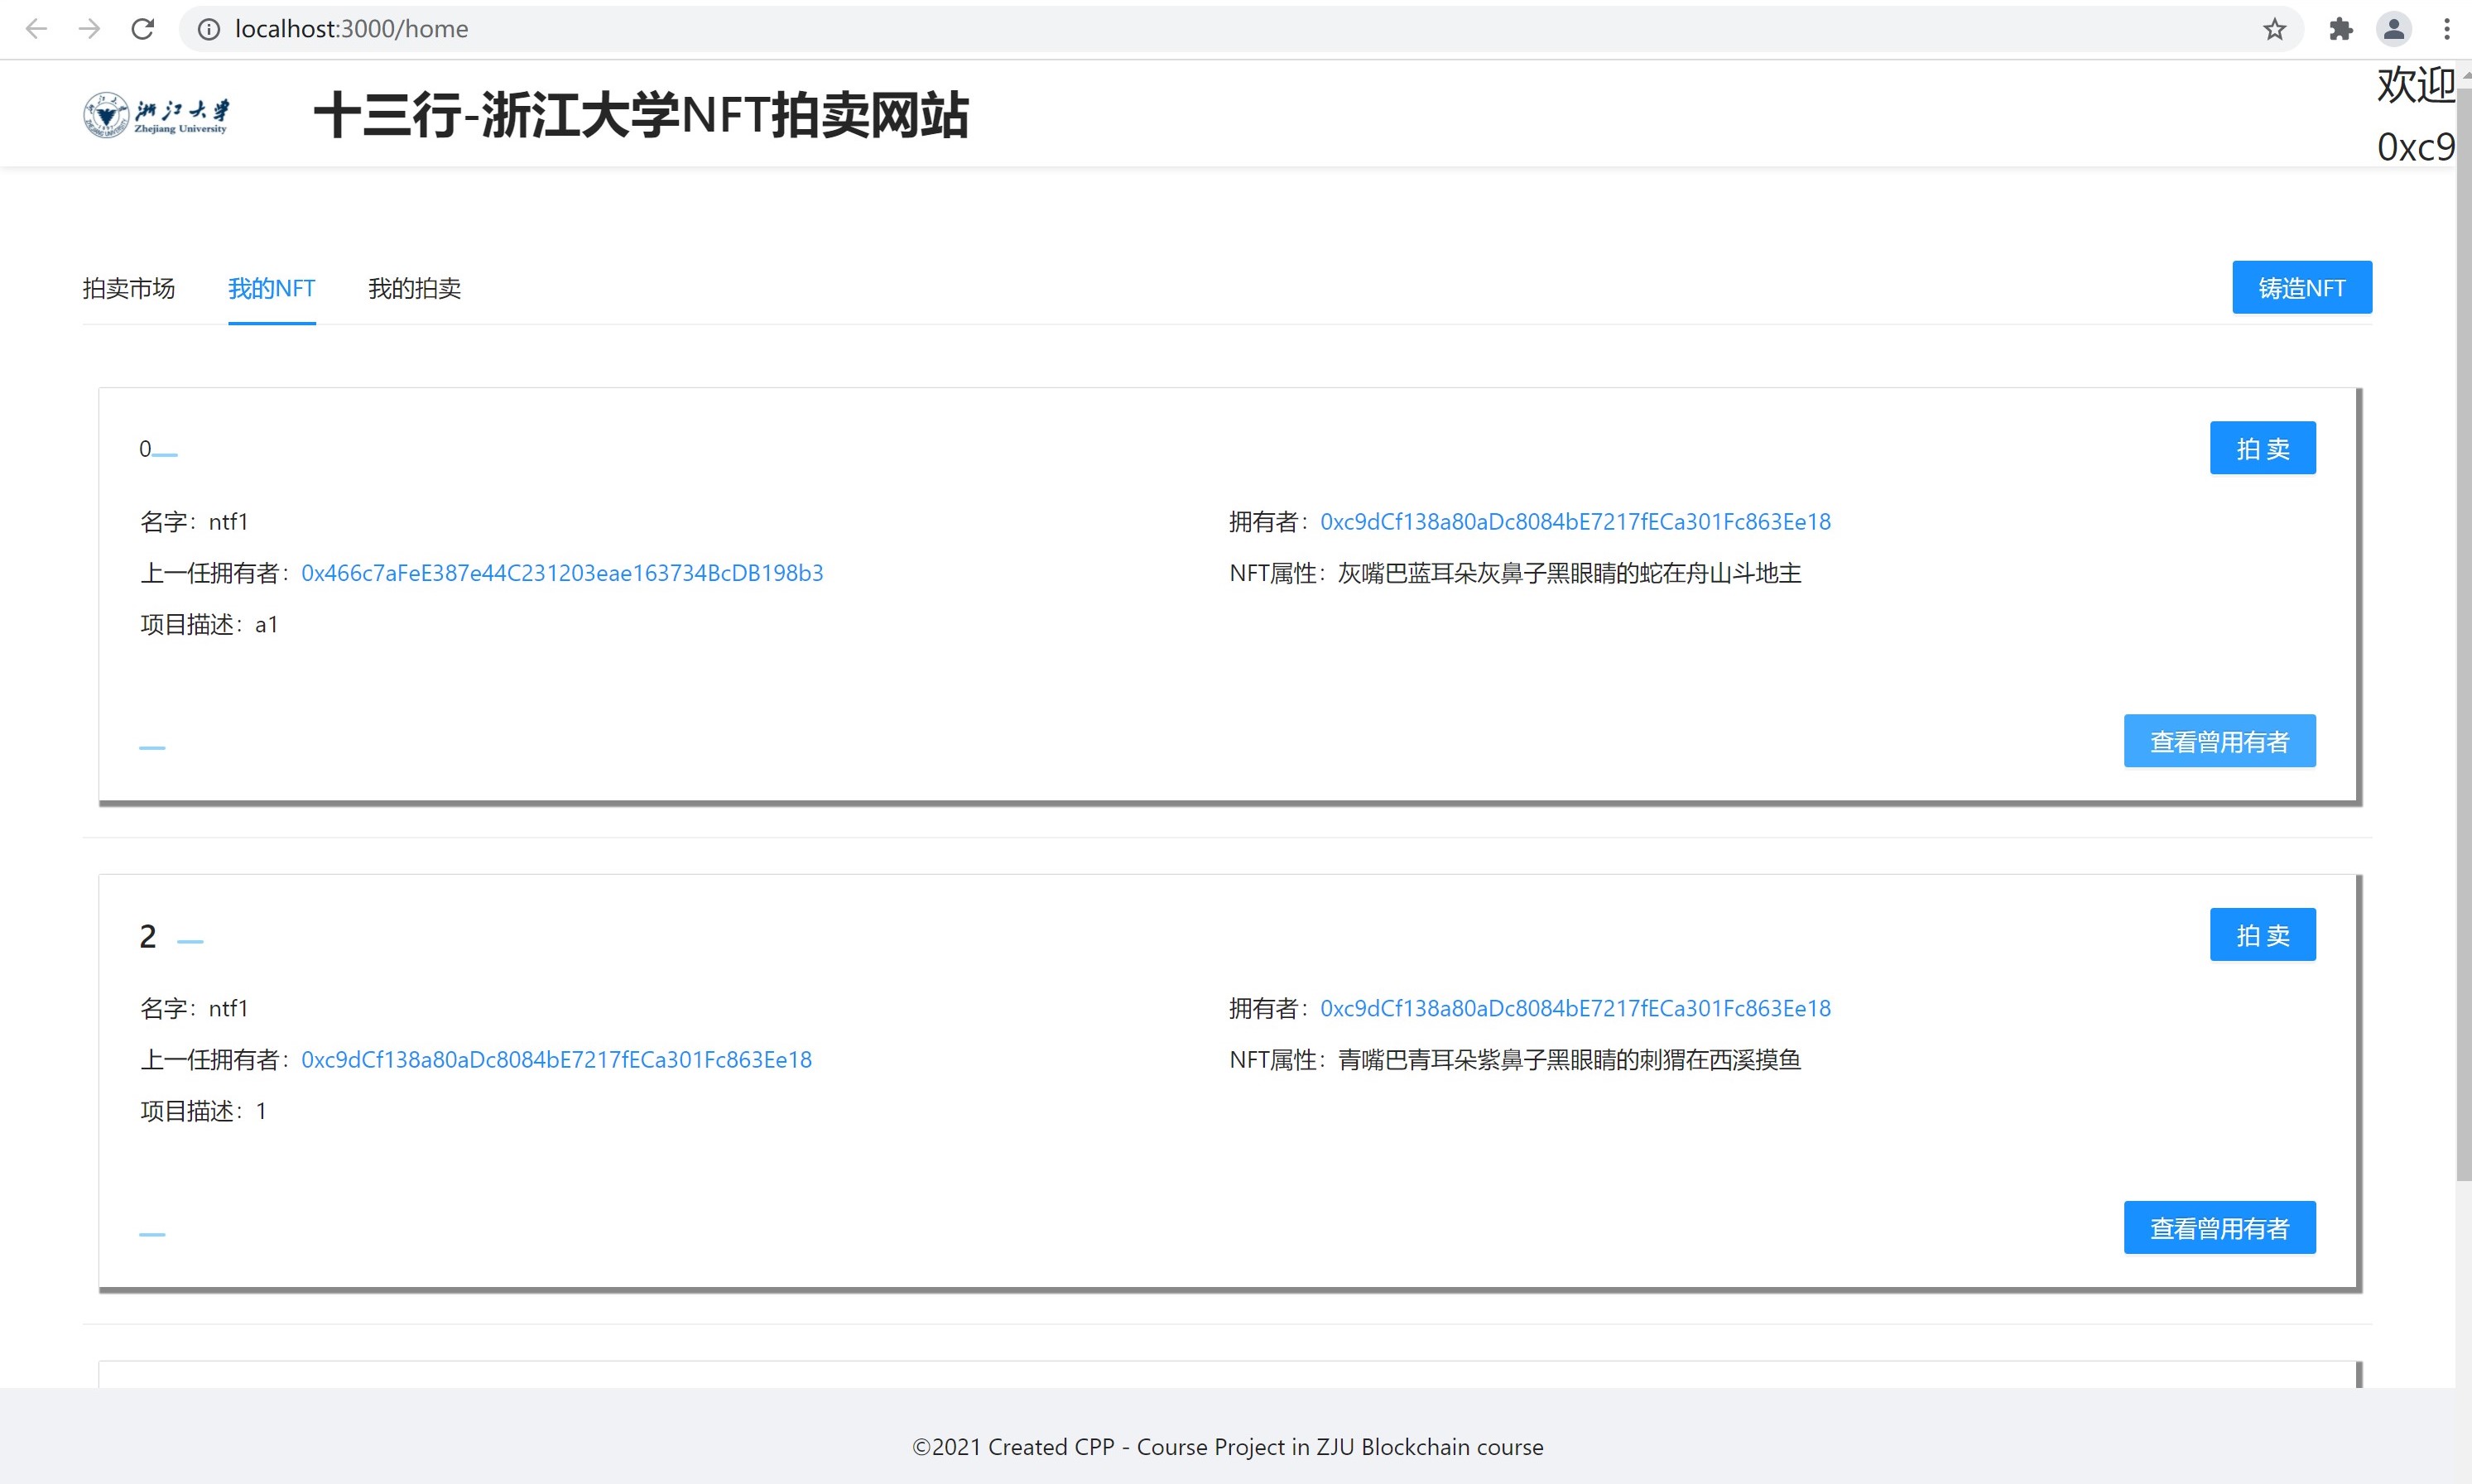 localhost:3000/home
浙江大学
Zhejiang University
十三行-浙江大学NFT拍卖网站
欢迎
0xc9
拍卖市场 我的NFT 我的拍卖 铸造NFT
0 拍 卖
名字：ntf1 拥有者：0xc9dCf138a80aDc8084bE7217fECa301Fc863Ee18
上一任拥有者：0x466c7aFeE387e44C231203eae163734BcDB198b3 NFT属性：灰嘴巴蓝耳朵灰鼻子黑眼睛的蛇在舟山斗地主
项目描述：a1
查看曾用有者
2 拍 卖
名字：ntf1 拥有者：0xc9dCf138a80aDc8084bE7217fECa301Fc863Ee18
上一任拥有者：0xc9dCf138a80aDc8084bE7217fECa301Fc863Ee18 NFT属性：青嘴巴青耳朵紫鼻子黑眼睛的刺猬在西溪摸鱼
项目描述：1
查看曾用有者
©2021 Created CPP - Course Project in ZJU Blockchain course